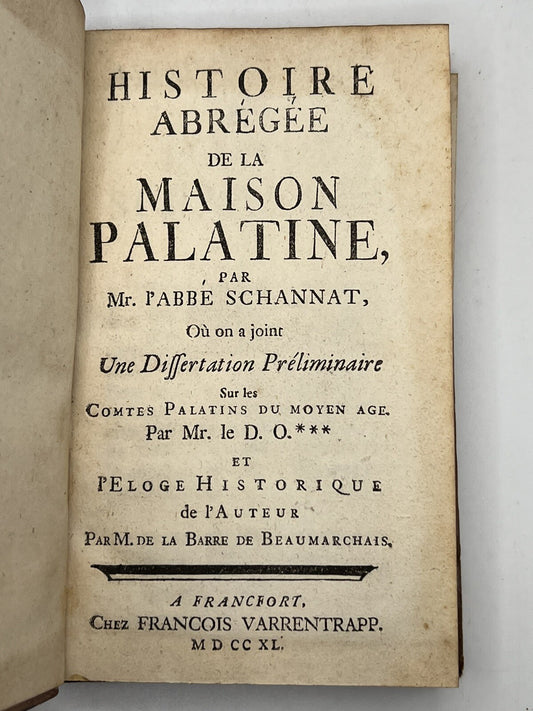 HISTOIRE
ABRÉGÉE
DE LA
MAISON
PALATINE,
PAR
Mr. l'ABBÉ SCHANNAT,
Où on a joint
Une Dissertation Préliminaire
Sur les
COMTES PALATINS DU MOYEN AGE.
Par Mr. le D. O.***
ET
l'ELOGE HISTORIQUE
de l'AUTEUR
PAR M. DE LA BARRE DE BEAUMARCHAIS.
A FRANCFORT,
CHEZ FRANCOIS VARRENTRAPP.
M D CC XL.